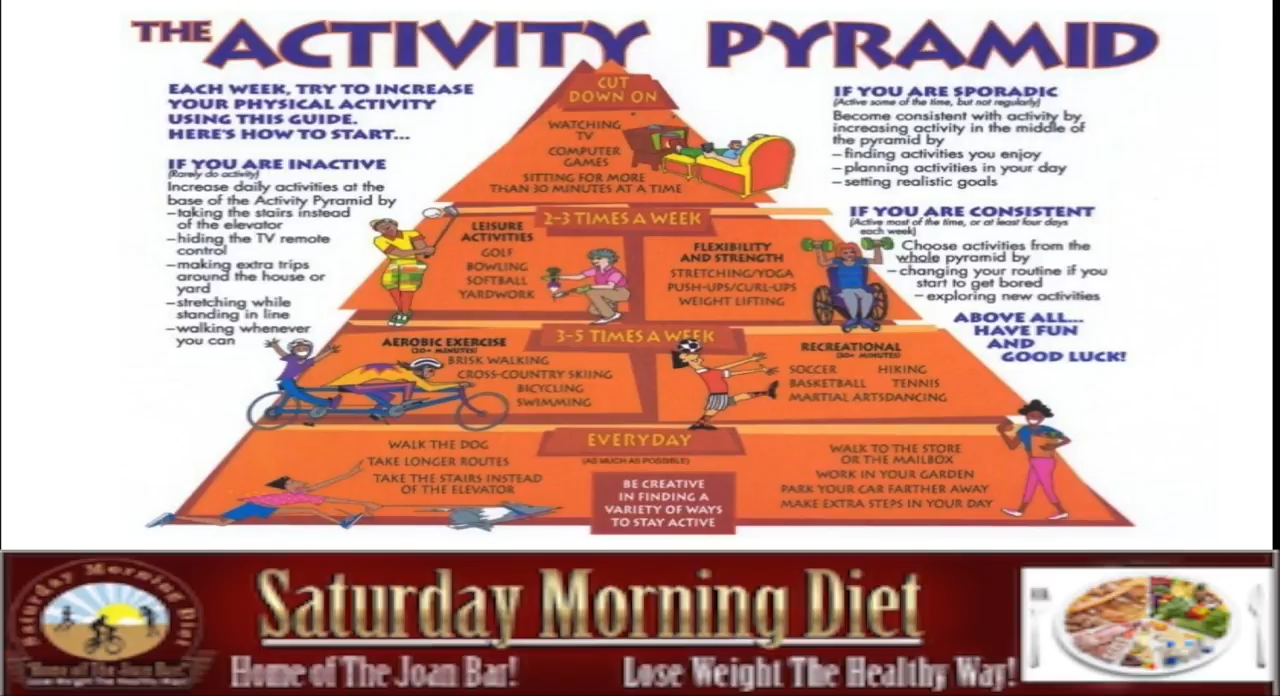 THE ACTIVITY PYRAMID
EACH WEEK, TRY TO INCREASE
YOUR PHYSICAL ACTIVITY
USING THIS GUIDE.
HERE'S HOW TO START...
IF YOU ARE INACTIVE
(Rarely do activity)
Increase daily activities at the
base of the Activity Pyramid by
–taking the stairs instead
of the elevator
–hiding the TV remote
control
–making extra trips
around the house or
yard
–stretching while
standing in line
–walking whenever
you can
CUT
DOWN ON
WATCHING
TV
COMPUTER
GAMES
SITTING FOR MORE
THAN 30 MINUTES AT A TIME
IF YOU ARE SPORADIC
(Active some of the time, but not regularly)
Become consistent with activity by
increasing activity in the middle of
the pyramid by
–finding activities you enjoy
–planning activities in your day
–setting realistic goals
IF YOU ARE CONSISTENT
(Active most of the time, or at least four days
each week)
Choose activities from the
whole pyramid by
–changing your routine if you
start to get bored
–exploring new activities
ABOVE ALL...
HAVE FUN
AND
GOOD LUCK!
2-3 TIMES A WEEK
LEISURE
ACTIVITIES
GOLF
BOWLING
SOFTBALL
YARDWORK
FLEXIBILITY
AND STRENGTH
STRETCHING/YOGA
PUSH-UPS/CURL-UPS
WEIGHT LIFTING
3-5 TIMES A WEEK
AEROBIC EXERCISE
(20+ MINUTES)
BRISK WALKING
CROSS-COUNTRY SKIING
BICYCLING
SWIMMING
RECREATIONAL
(30+ MINUTES)
SOCCER HIKING
BASKETBALL TENNIS
MARTIAL ARTSDANCING
EVERYDAY
(AS MUCH AS POSSIBLE)
WALK THE DOG
TAKE LONGER ROUTES
TAKE THE STAIRS INSTEAD
OF THE ELEVATOR
BE CREATIVE
IN FINDING A
VARIETY OF WAYS
TO STAY ACTIVE
WALK TO THE STORE
OR THE MAILBOX
WORK IN YOUR GARDEN
PARK YOUR CAR FARTHER AWAY
MAKE EXTRA STEPS IN YOUR DAY
Saturday Morning Diet
"Home of The Joan Bar!"
Saturday Morning Diet
Home of The Joan Bar! Lose Weight The Healthy Way!